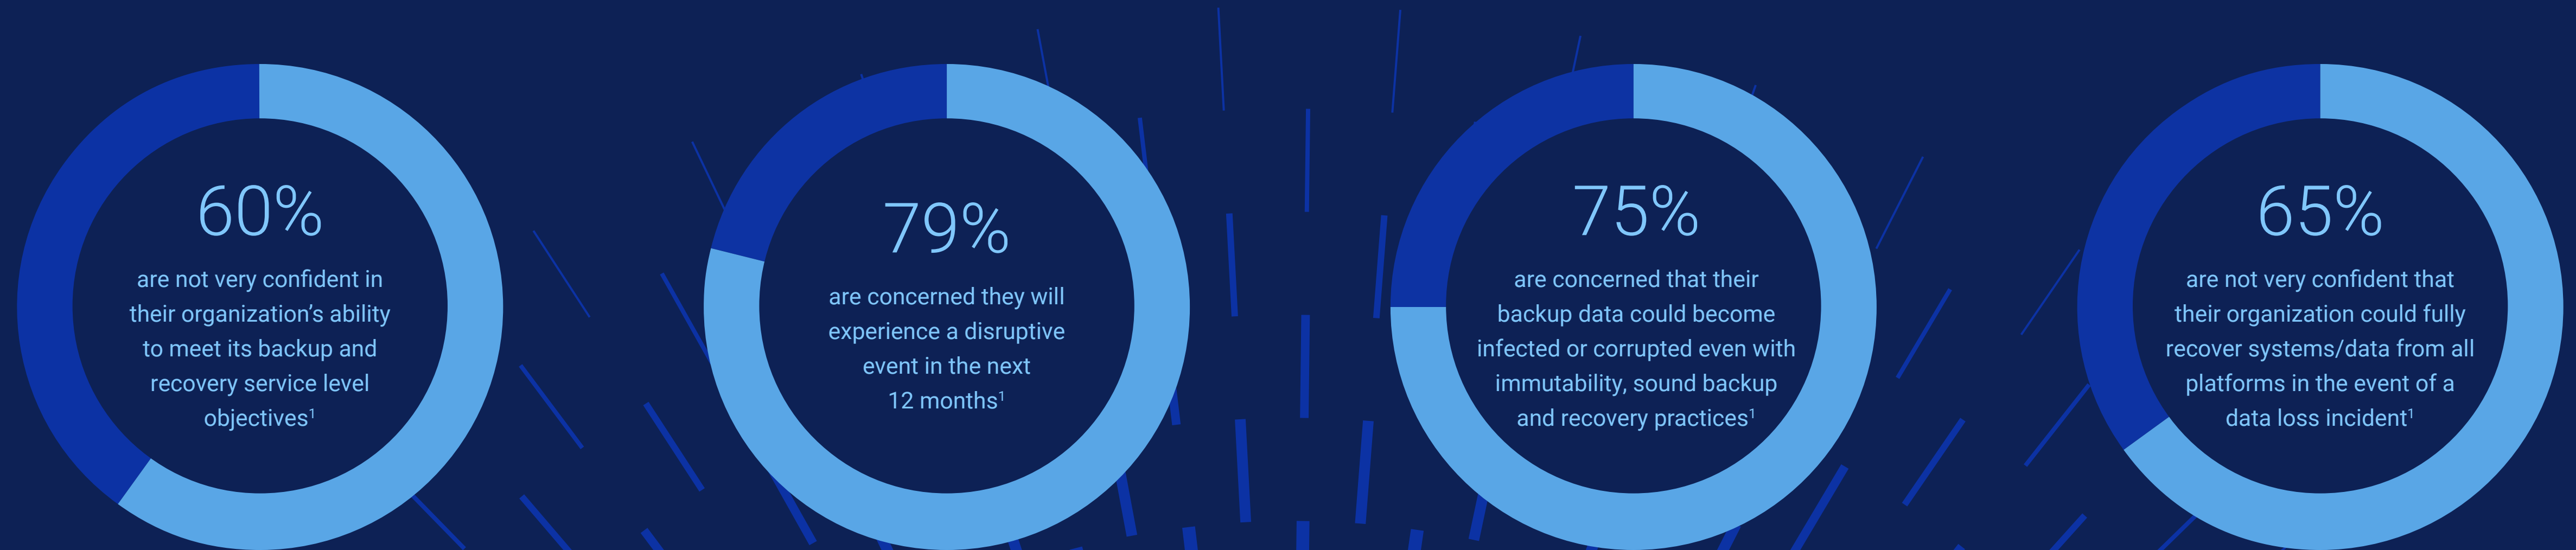 60%
are not very confident in
their organization’s ability
to meet its backup and
recovery service level
objectives¹
79%
are concerned they will
experience a disruptive
event in the next
12 months¹
75%
are concerned that their
backup data could become
infected or corrupted even with
immutability, sound backup
and recovery practices¹
65%
are not very confident that
their organization could fully
recover systems/data from all
platforms in the event of a
data loss incident¹